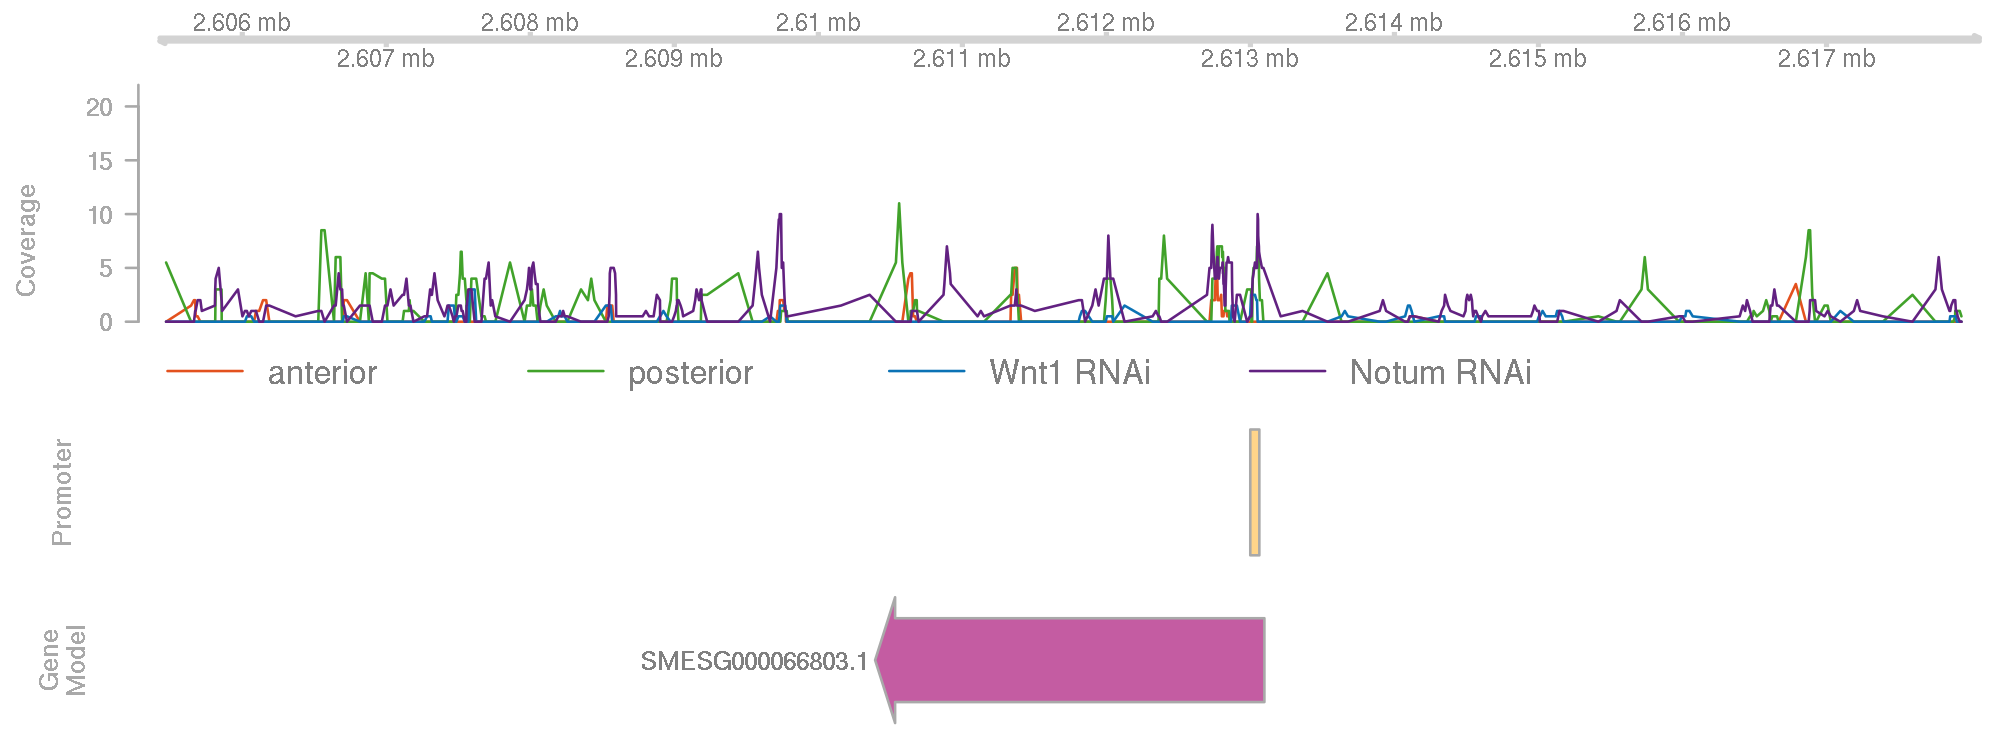 2.606 mb 2.608 mb 2.61 mb 2.612 mb 2.614 mb 2.616 mb
2.607 mb 2.609 mb 2.611 mb 2.613 mb 2.615 mb 2.617 mb
Coverage
20
15
10
5
0
anterior posterior Wnt1 RNAi Notum RNAi
Promoter
Gene
Model
SMESG000066803.1